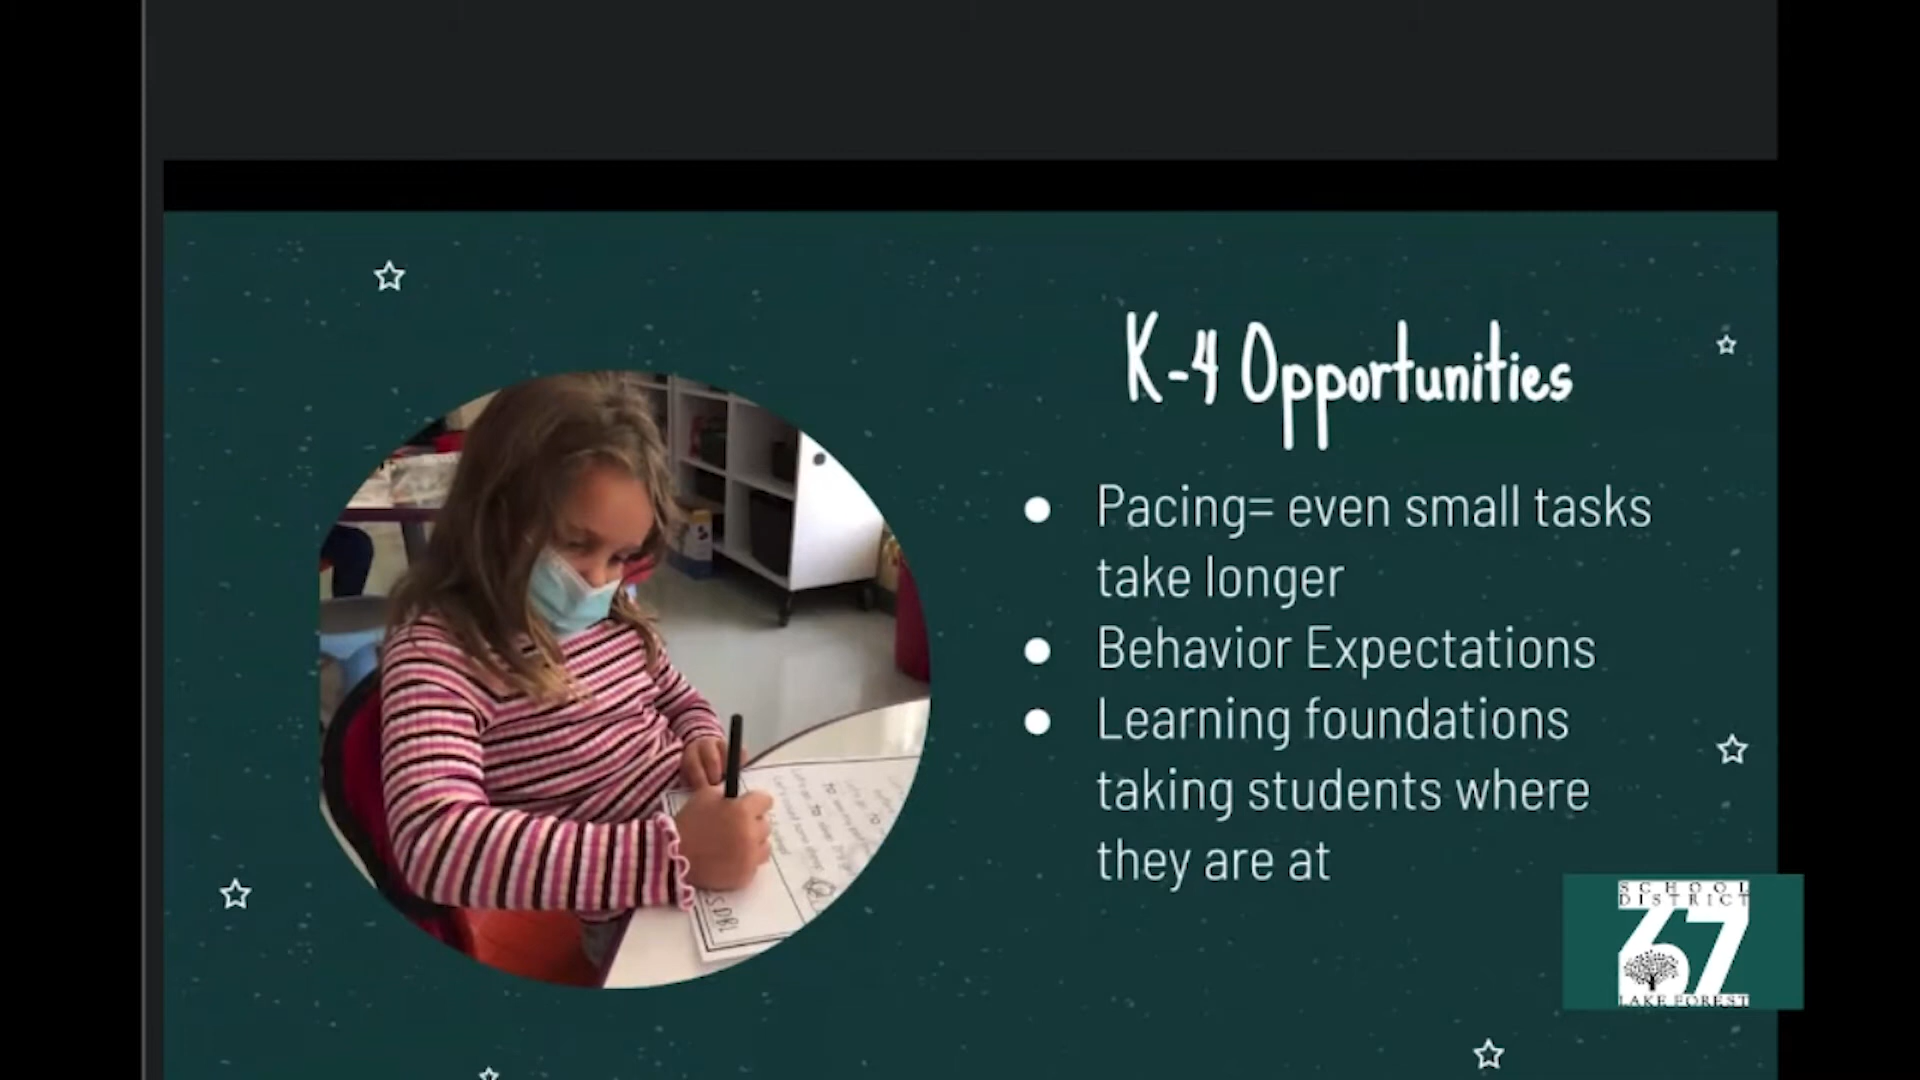 K-4 Opportunities
Pacing= even small tasks
take longer
Behavior Expectations
Learning foundations
taking students where
they are at
SCHOOL
DISTRICT
67
LAKE FOREST